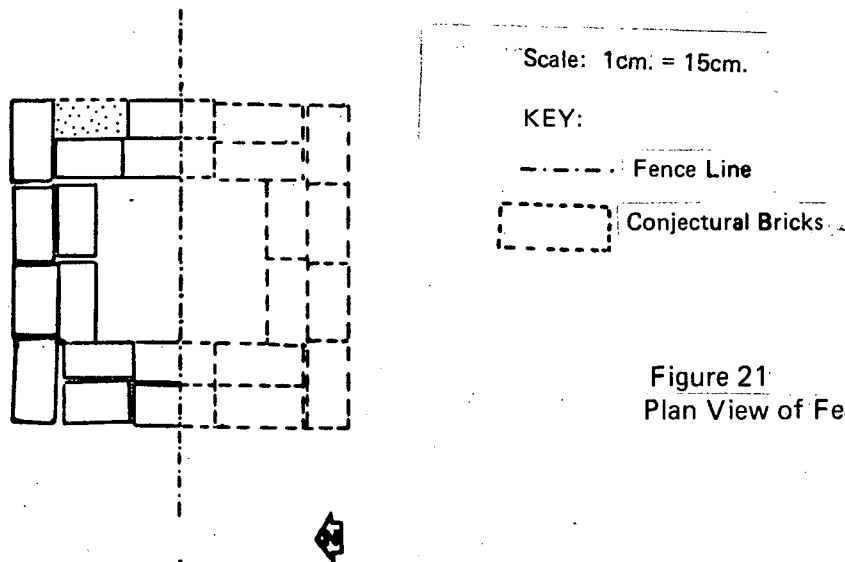 Scale: 1cm. = 15cm.
KEY:
Fence Line
Conjectural Bricks
Figure 21
Plan View of Fe
N